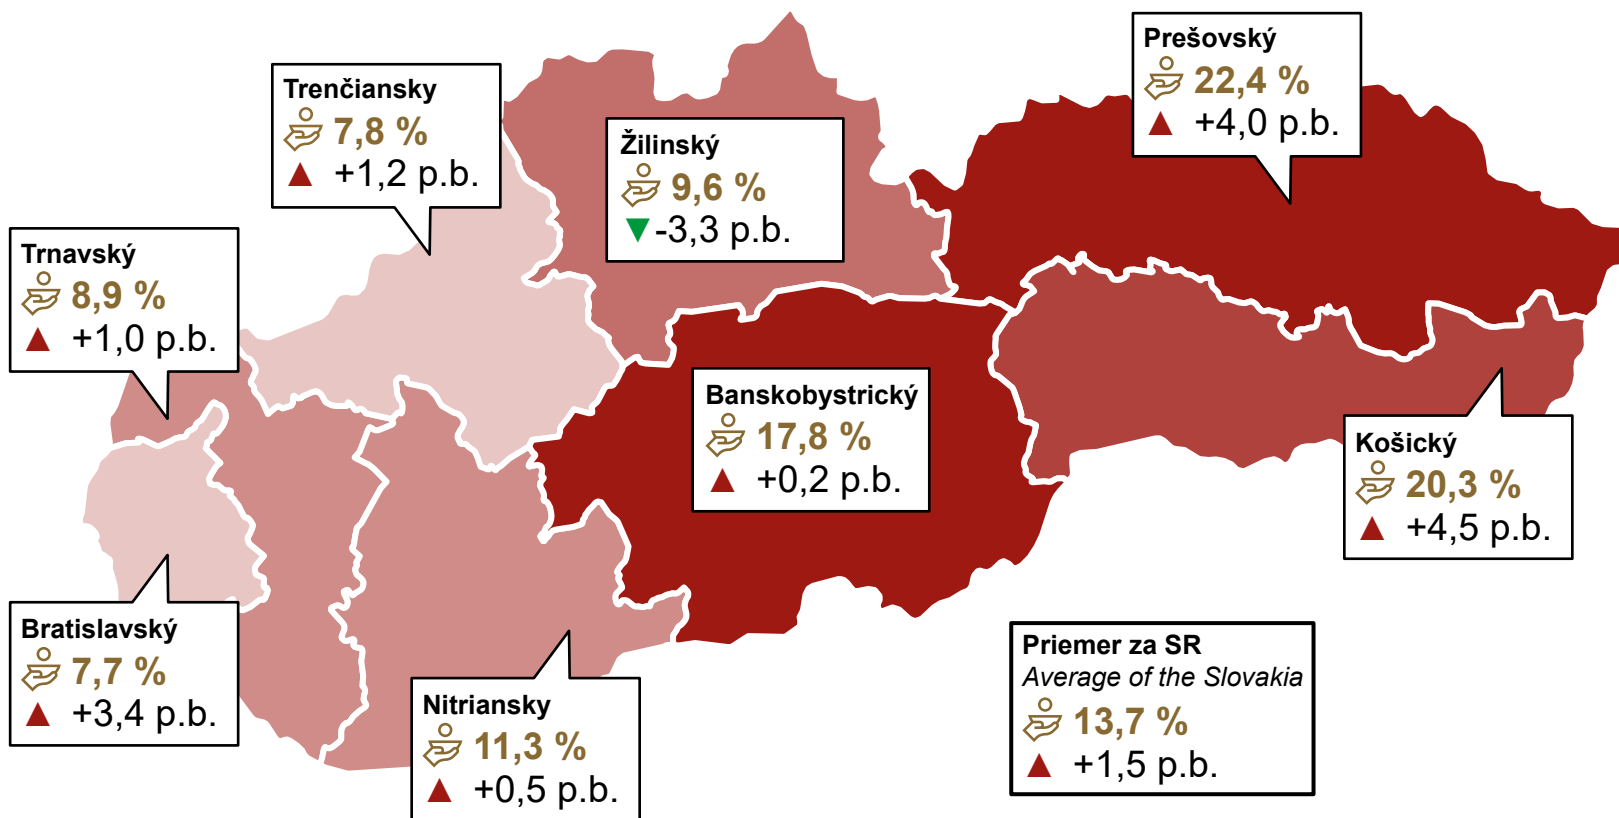 Prešovský
22,4 %
+4,0 p.b.
Trenčiansky
7,8 %
+1,2 p.b.
Žilinský
9,6 %
-3,3 p.b.
Trnavský
8,9 %
+1,0 p.b.
Banskobystrický
17,8 %
+0,2 p.b.
Košický
20,3 %
+4,5 p.b.
Bratislavský
7,7 %
+3,4 p.b.
Nitriansky
11,3 %
+0,5 p.b.
Priemer za SR
Average of the Slovakia
13,7 %
+1,5 p.b.